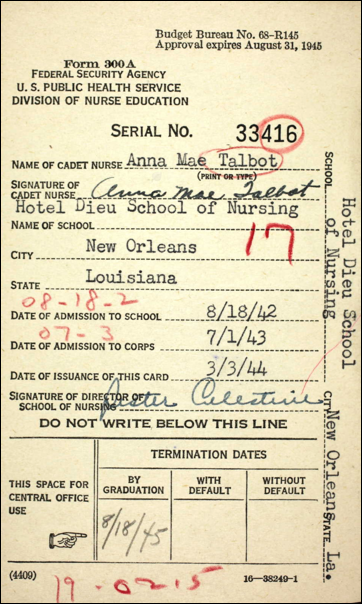 Budget Bureau No. 68-R145
Approval expires August 31, 1945
Form 300A
FEDERAL SECURITY AGENCY
U. S. PUBLIC HEALTH SERVICE
DIVISION OF NURSE EDUCATION
SERIAL NO. 33416
NAME OF CADET NURSE Anna Mae Talbot
(PRINT OR TYPE)
SIGNATURE OF
CADET NURSE Anna Mae Talbot
Hotel Dieu School of Nursing
NAME OF SCHOOL
17
CITY New Orleans
STATE Louisiana
08-18-2
DATE OF ADMISSION TO SCHOOL 8/18/42
07-3
DATE OF ADMISSION TO CORPS 7/1/43
DATE OF ISSUANCE OF THIS CARD 3/3/44
SIGNATURE OF DIRECTOR OF
SCHOOL OF NURSING Sister Celestine
DO NOT WRITE BELOW THIS LINE
THIS SPACE FOR
CENTRAL OFFICE
USE
TERMINATION DATES
BY
GRADUATION
WITH
DEFAULT
WITHOUT
DEFAULT
8/18/45
(4409)
19-0215
16—38249-1
SCHOOL
Hotel Dieu School
of Nursing
CITY
STATE
New Orleans, La.